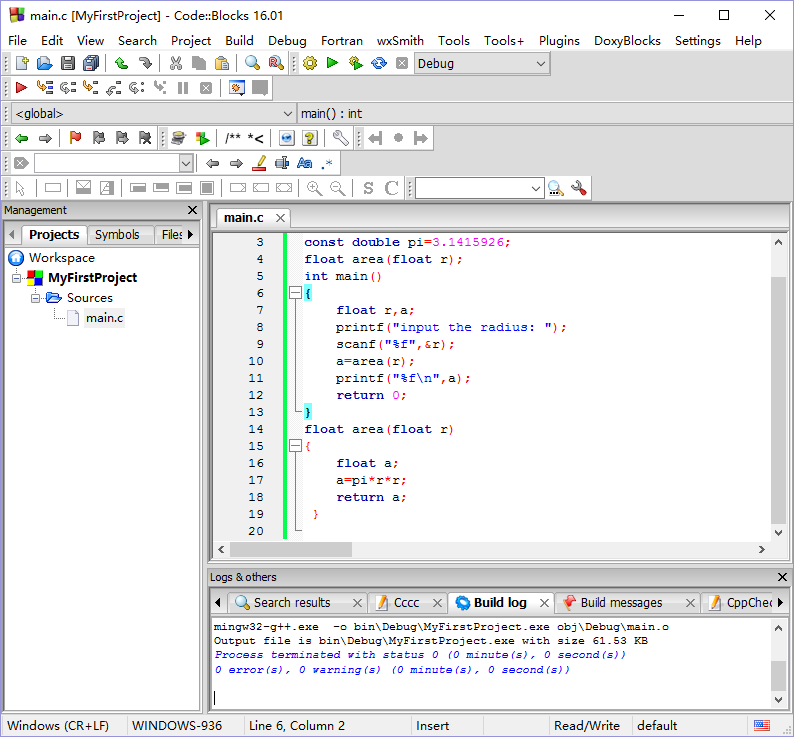 main.c [MyFirstProject] - Code::Blocks 16.01
File Edit View Search Project Build Debug Fortran wxSmith Tools Tools+ Plugins DoxyBlocks Settings Help
Debug
<global> main() : int
/** *<
Aa .*
S C
Management
Projects Symbols Files
Workspace
MyFirstProject
Sources
main.c
main.c
3 const double pi=3.1415926;
4 float area(float r);
5 int main()
6 {
7 float r,a;
8 printf("input the radius: ");
9 scanf("%f",&r);
10 a=area(r);
11 printf("%f\n",a);
12 return 0;
13 }
14 float area(float r)
15 {
16 float a;
17 a=pi*r*r;
18 return a;
19 }
20
Logs & others
Search results Cccc Build log Build messages CppChec
mingw32-g++.exe -o bin\Debug\MyFirstProject.exe obj\Debug\main.o
Output file is bin\Debug\MyFirstProject.exe with size 61.53 KB
Process terminated with status 0 (0 minute(s), 0 second(s))
0 error(s), 0 warning(s) (0 minute(s), 0 second(s))
Windows (CR+LF) WINDOWS-936 Line 6, Column 2 Insert Read/Write default